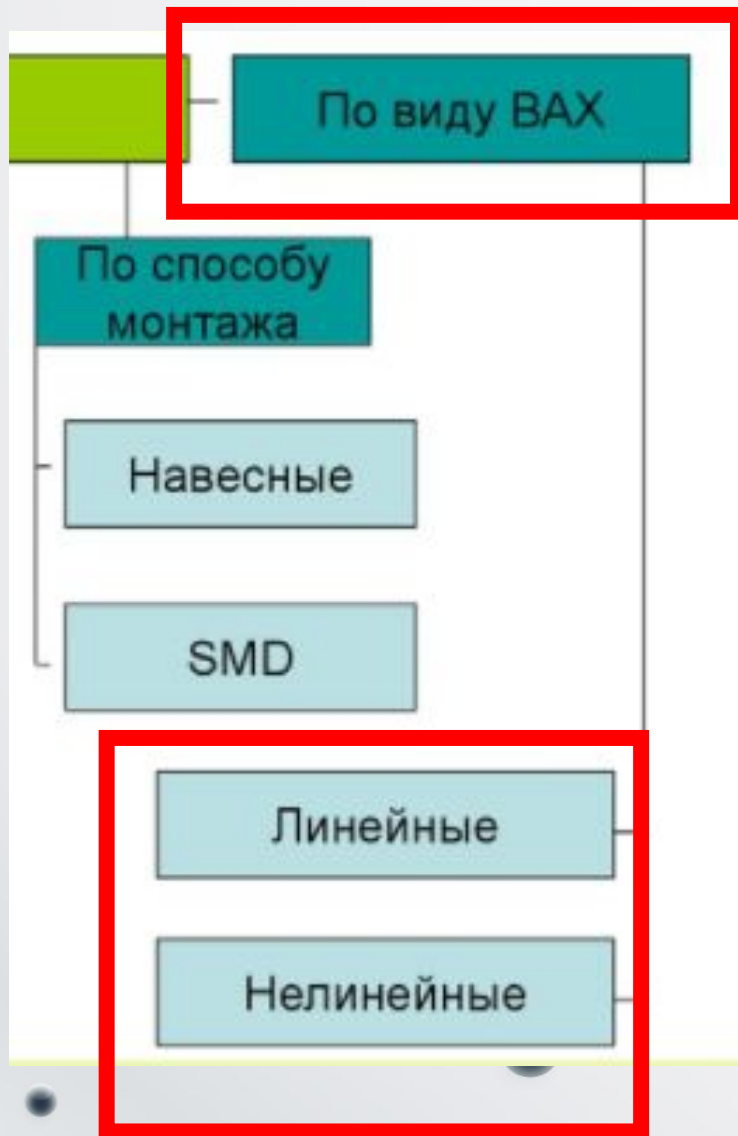 По виду ВАХ
По способу
монтажа
Навесные
SMD
Линейные
Нелинейные